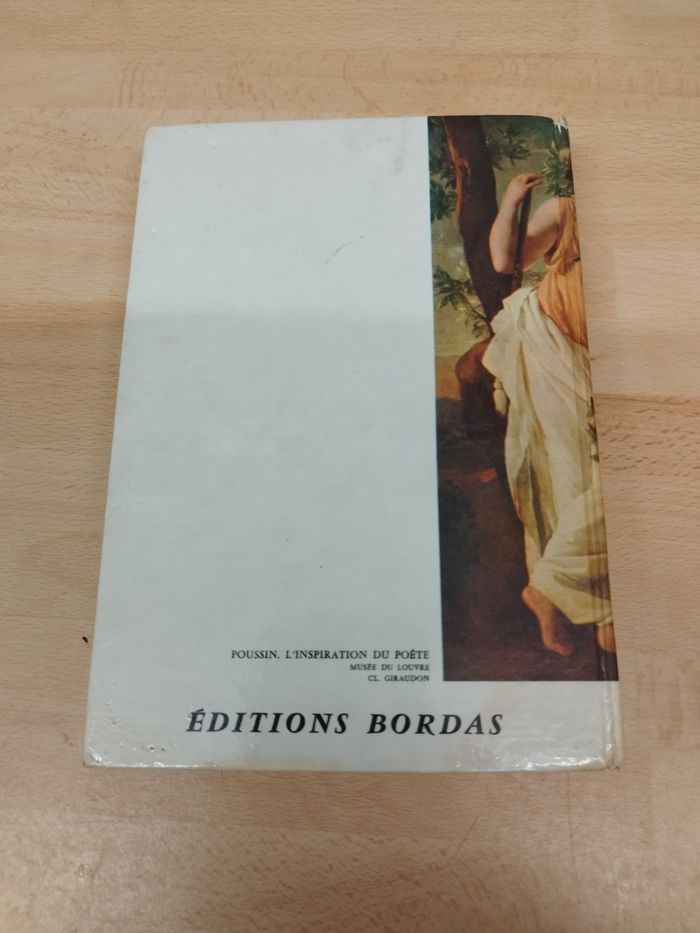 POUSSIN. L'INSPIRATION DU POÈTE
MUSÉE DU LOUVRE
CL. GIRAUDON
ÉDITIONS BORDAS